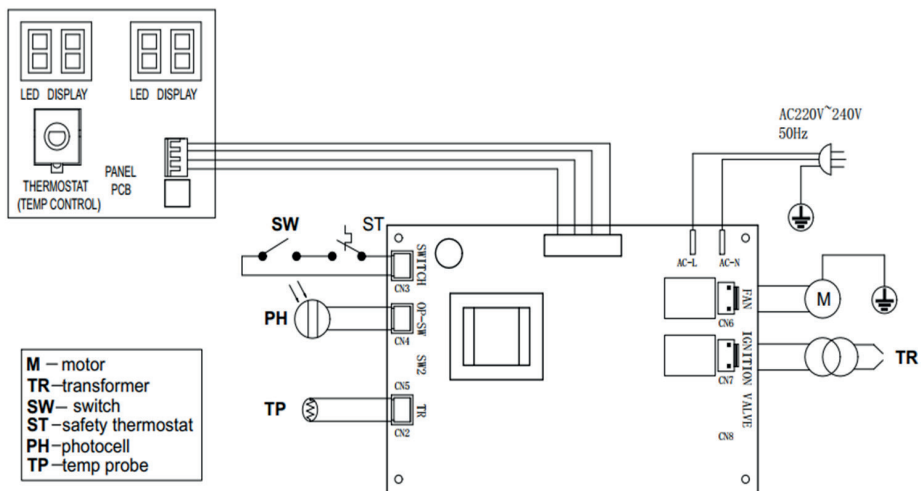 LED DISPLAY
LED DISPLAY
THERMOSTAT
(TEMP CONTROL)
PANEL
PCB
AC220V~240V
50Hz
SW
ST
AC-L
AC-N
SWITCH
CN3
PH
OP-SW
CN4
SW2
CN5
TP
TR
CN2
FAN
CN6
M
IGNITION
CN7
TR
VALVE
CN8
M – motor
TR – transformer
SW – switch
ST – safety thermostat
PH – photocell
TP – temp probe